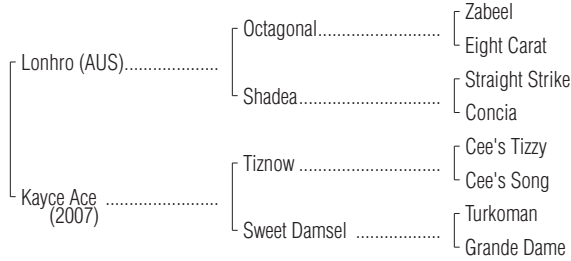 Zabeel
Octagonal....................................
Eight Carat
Lonhro (AUS)......................
Straight Strike
Shadea..........................................
Concia
Cee's Tizzy
Tiznow ..........................................
Cee's Song
Kayce Ace ..........................
(2007)
Turkoman
Sweet Damsel .........................
Grande Dame